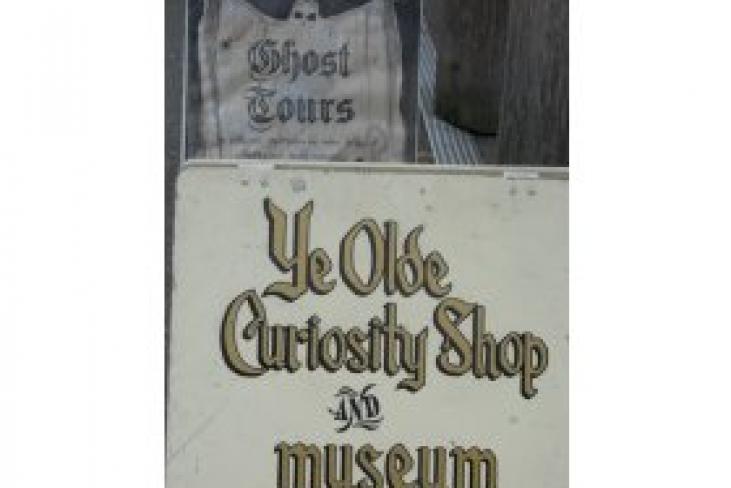 Ghost
Tours
Ye Olde
Curiosity Shop
AND
museum